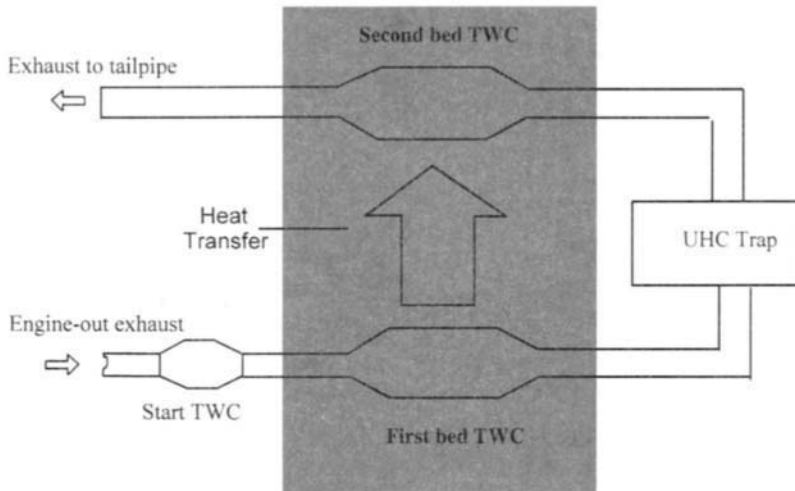 Second bed TWC
Exhaust to tailpipe
Heat
Transfer
UHC Trap
Engine-out exhaust
Start TWC
First bed TWC